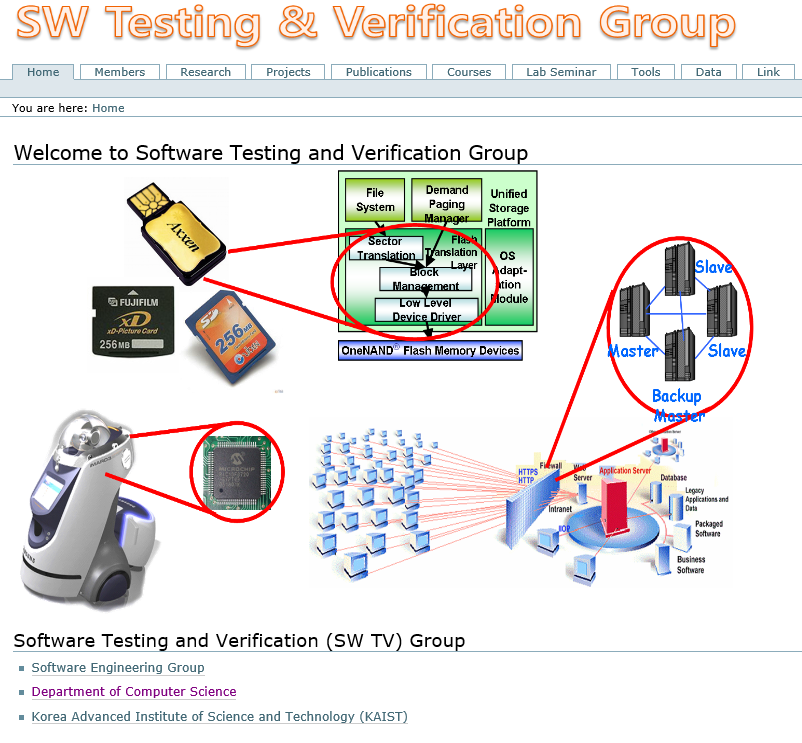 SW Testing & Verification Group
Home Members Research Projects Publications Courses Lab Seminar Tools Data Link
You are here: Home
Welcome to Software Testing and Verification Group
Axxen
FUJIFILM
xD
xD-Picture Card
256MB
SD
256MB
File
System
Demand
Paging
Manager
Unified
Storage
Platform
Sector
Translation
Flash
Translation
Layer
Block
Management
Low Level
Device Driver
OS
Adapt-
ation
Module
OneNAND® Flash Memory Devices
Slave
Master
Slave
Backup
Master
MICROCHIP
HTTPS
HTTP
Firewall
Web
Server
Application Server
Intranet
IIOP
Database
Legacy
Applications and
Data
Packaged
Software
Business
Software
Software Testing and Verification (SW TV) Group
Software Engineering Group
Department of Computer Science
Korea Advanced Institute of Science and Technology (KAIST)